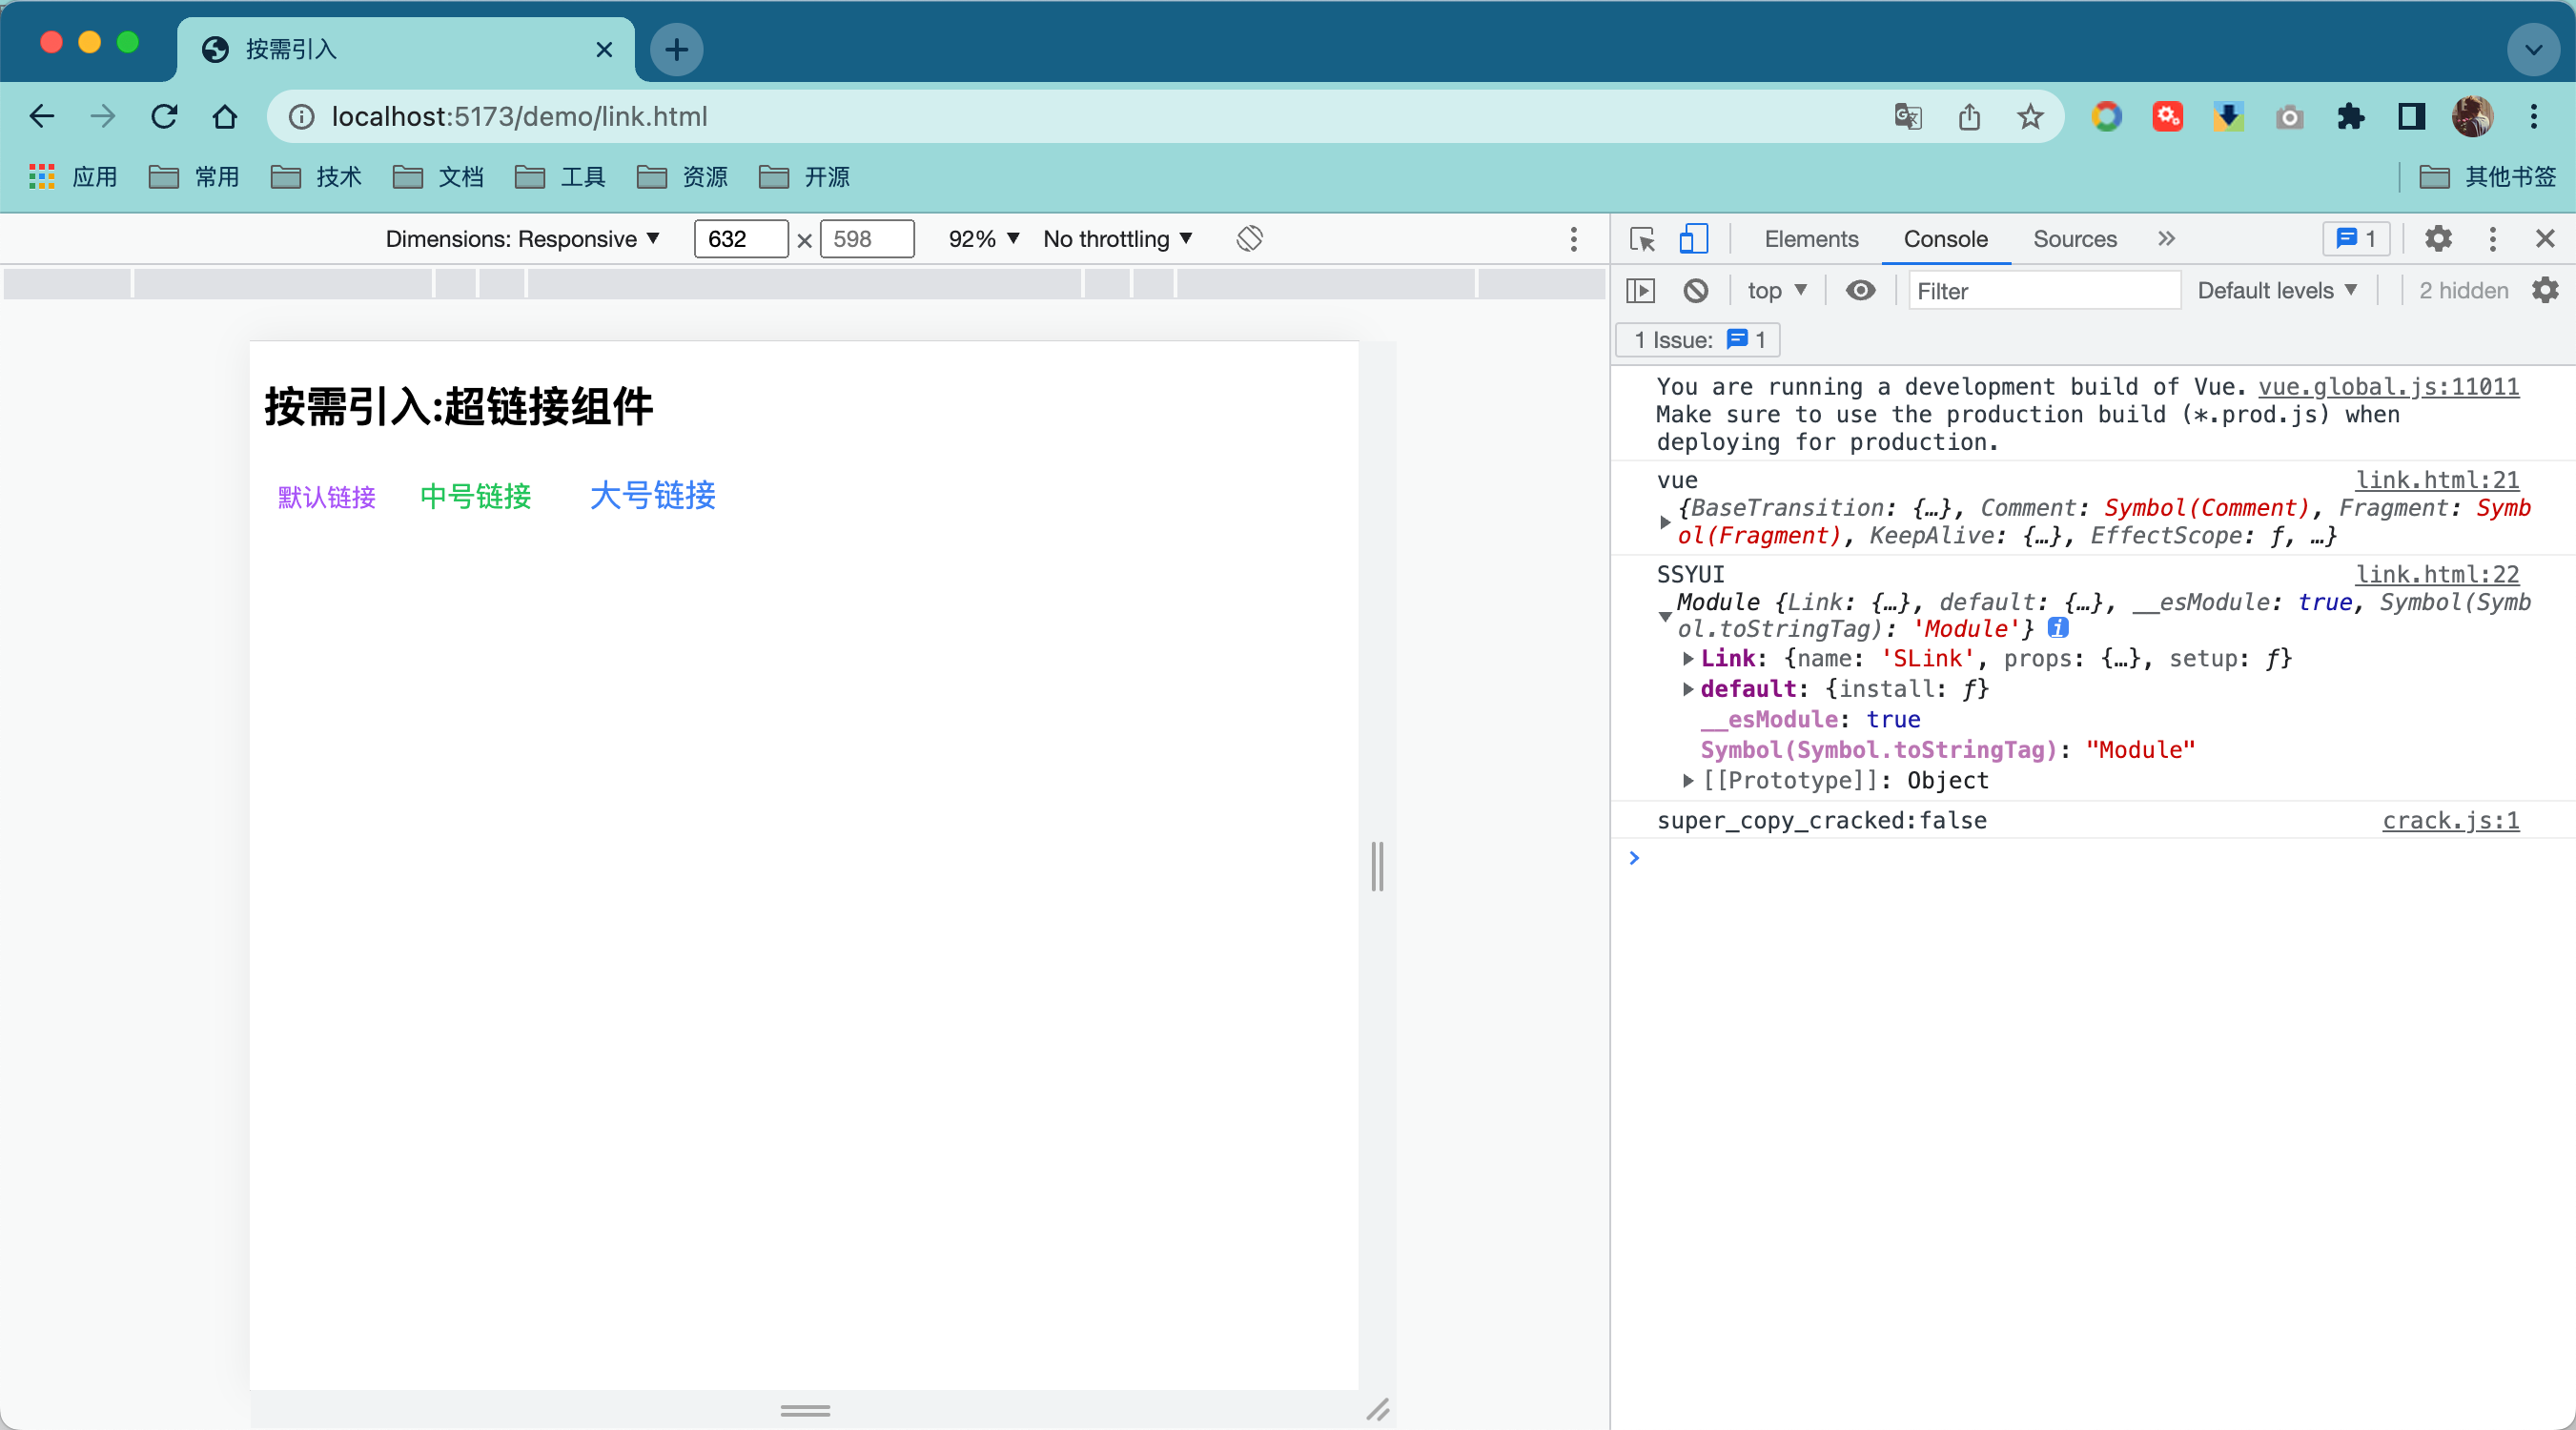 按需引入
localhost:5173/demo/link.html
应用 常用 技术 文档 工具 资源 开源 其他书签
Dimensions: Responsive ▼ 632 × 598 92% ▼ No throttling ▼
Elements Console Sources » 1
top ▼ Filter Default levels ▼ 2 hidden
1 Issue: 1
按需引入:超链接组件
默认链接 中号链接 大号链接
You are running a development build of Vue. vue.global.js:11011
Make sure to use the production build (*.prod.js) when
deploying for production.
vue link.html:21
{BaseTransition: {…}, Comment: Symbol(Comment), Fragment: Symb
ol(Fragment), KeepAlive: {…}, EffectScope: ƒ, …}
SSYUI link.html:22
Module {Link: {…}, default: {…}, __esModule: true, Symbol(Symb
ol.toStringTag): 'Module'} i
Link: {name: 'SLink', props: {…}, setup: ƒ}
default: {install: ƒ}
__esModule: true
Symbol(Symbol.toStringTag): "Module"
[[Prototype]]: Object
super_copy_cracked:false crack.js:1